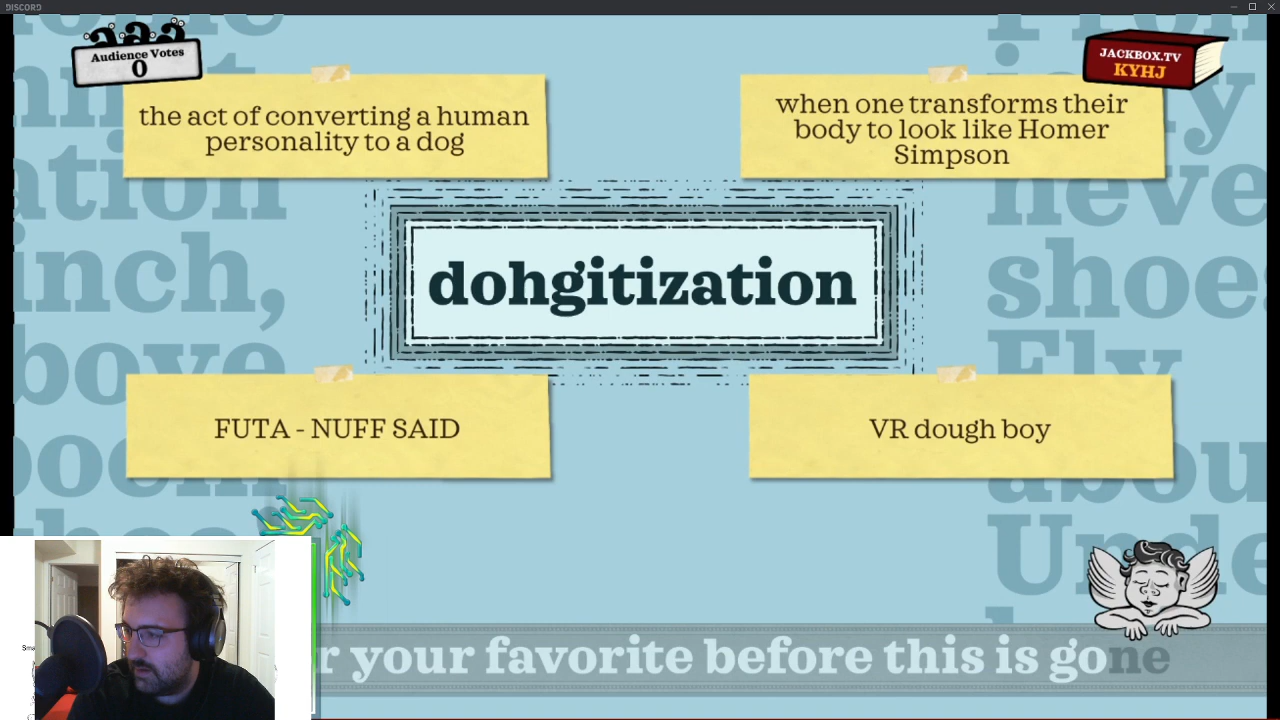 DISCORD
Audience Votes
0
JACKBOX.TV
KYHJ
the act of converting a human
personality to a dog
when one transforms their
body to look like Homer
Simpson
dohgitization
FUTA - NUFF SAID
VR dough boy
r your favorite before this is gone